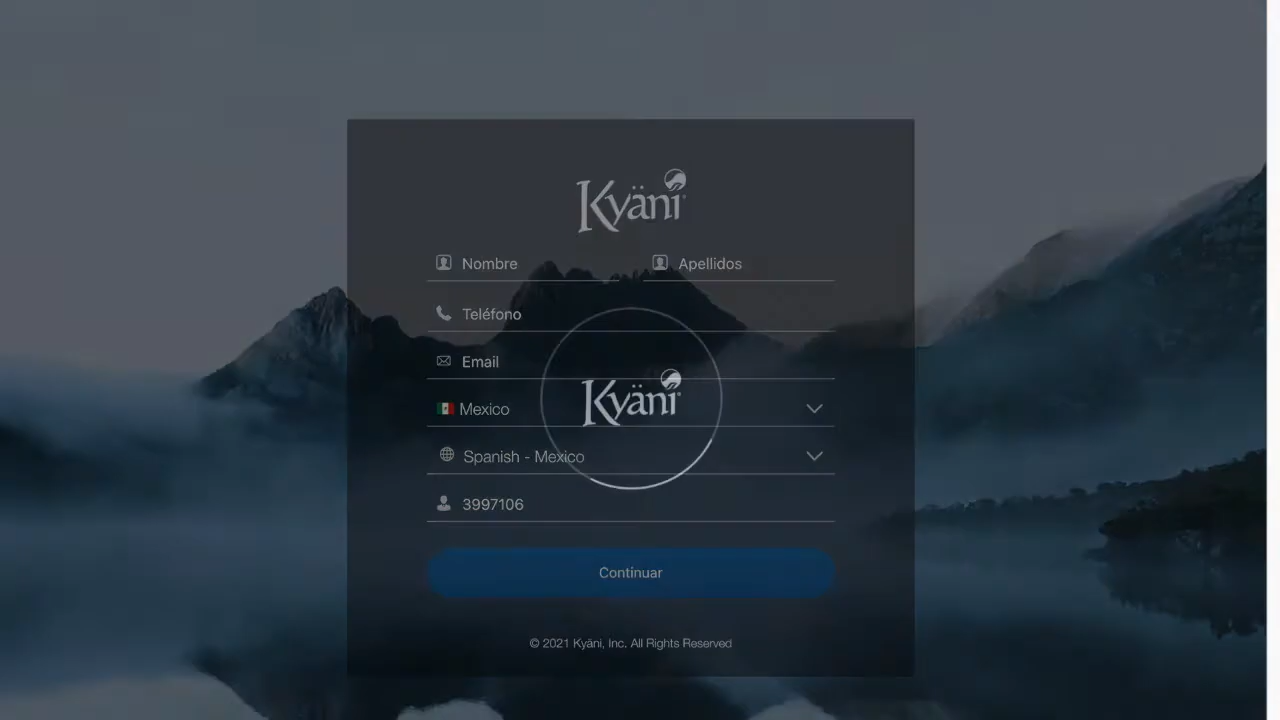 Kyäni
Nombre Apellidos
Teléfono
Email
Mexico
Kyäni
Spanish - Mexico
3997106
Continuar
© 2021 Kyäni, Inc. All Rights Reserved